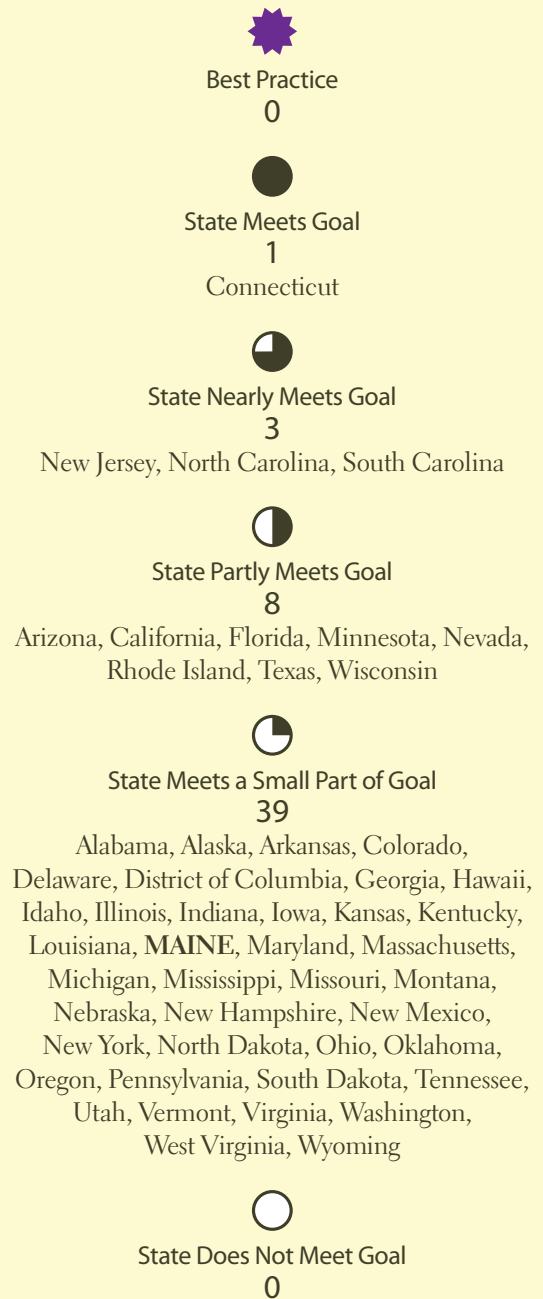 Best Practice
0
State Meets Goal
1
Connecticut
State Nearly Meets Goal
3
New Jersey, North Carolina, South Carolina
State Partly Meets Goal
8
Arizona, California, Florida, Minnesota, Nevada,
Rhode Island, Texas, Wisconsin
State Meets a Small Part of Goal
39
Alabama, Alaska, Arkansas, Colorado,
Delaware, District of Columbia, Georgia, Hawaii,
Idaho, Illinois, Indiana, Iowa, Kansas, Kentucky,
Louisiana, MAINE, Maryland, Massachusetts,
Michigan, Mississippi, Missouri, Montana,
Nebraska, New Hampshire, New Mexico,
New York, North Dakota, Ohio, Oklahoma,
Oregon, Pennsylvania, South Dakota, Tennessee,
Utah, Vermont, Virginia, Washington,
West Virginia, Wyoming
State Does Not Meet Goal
0